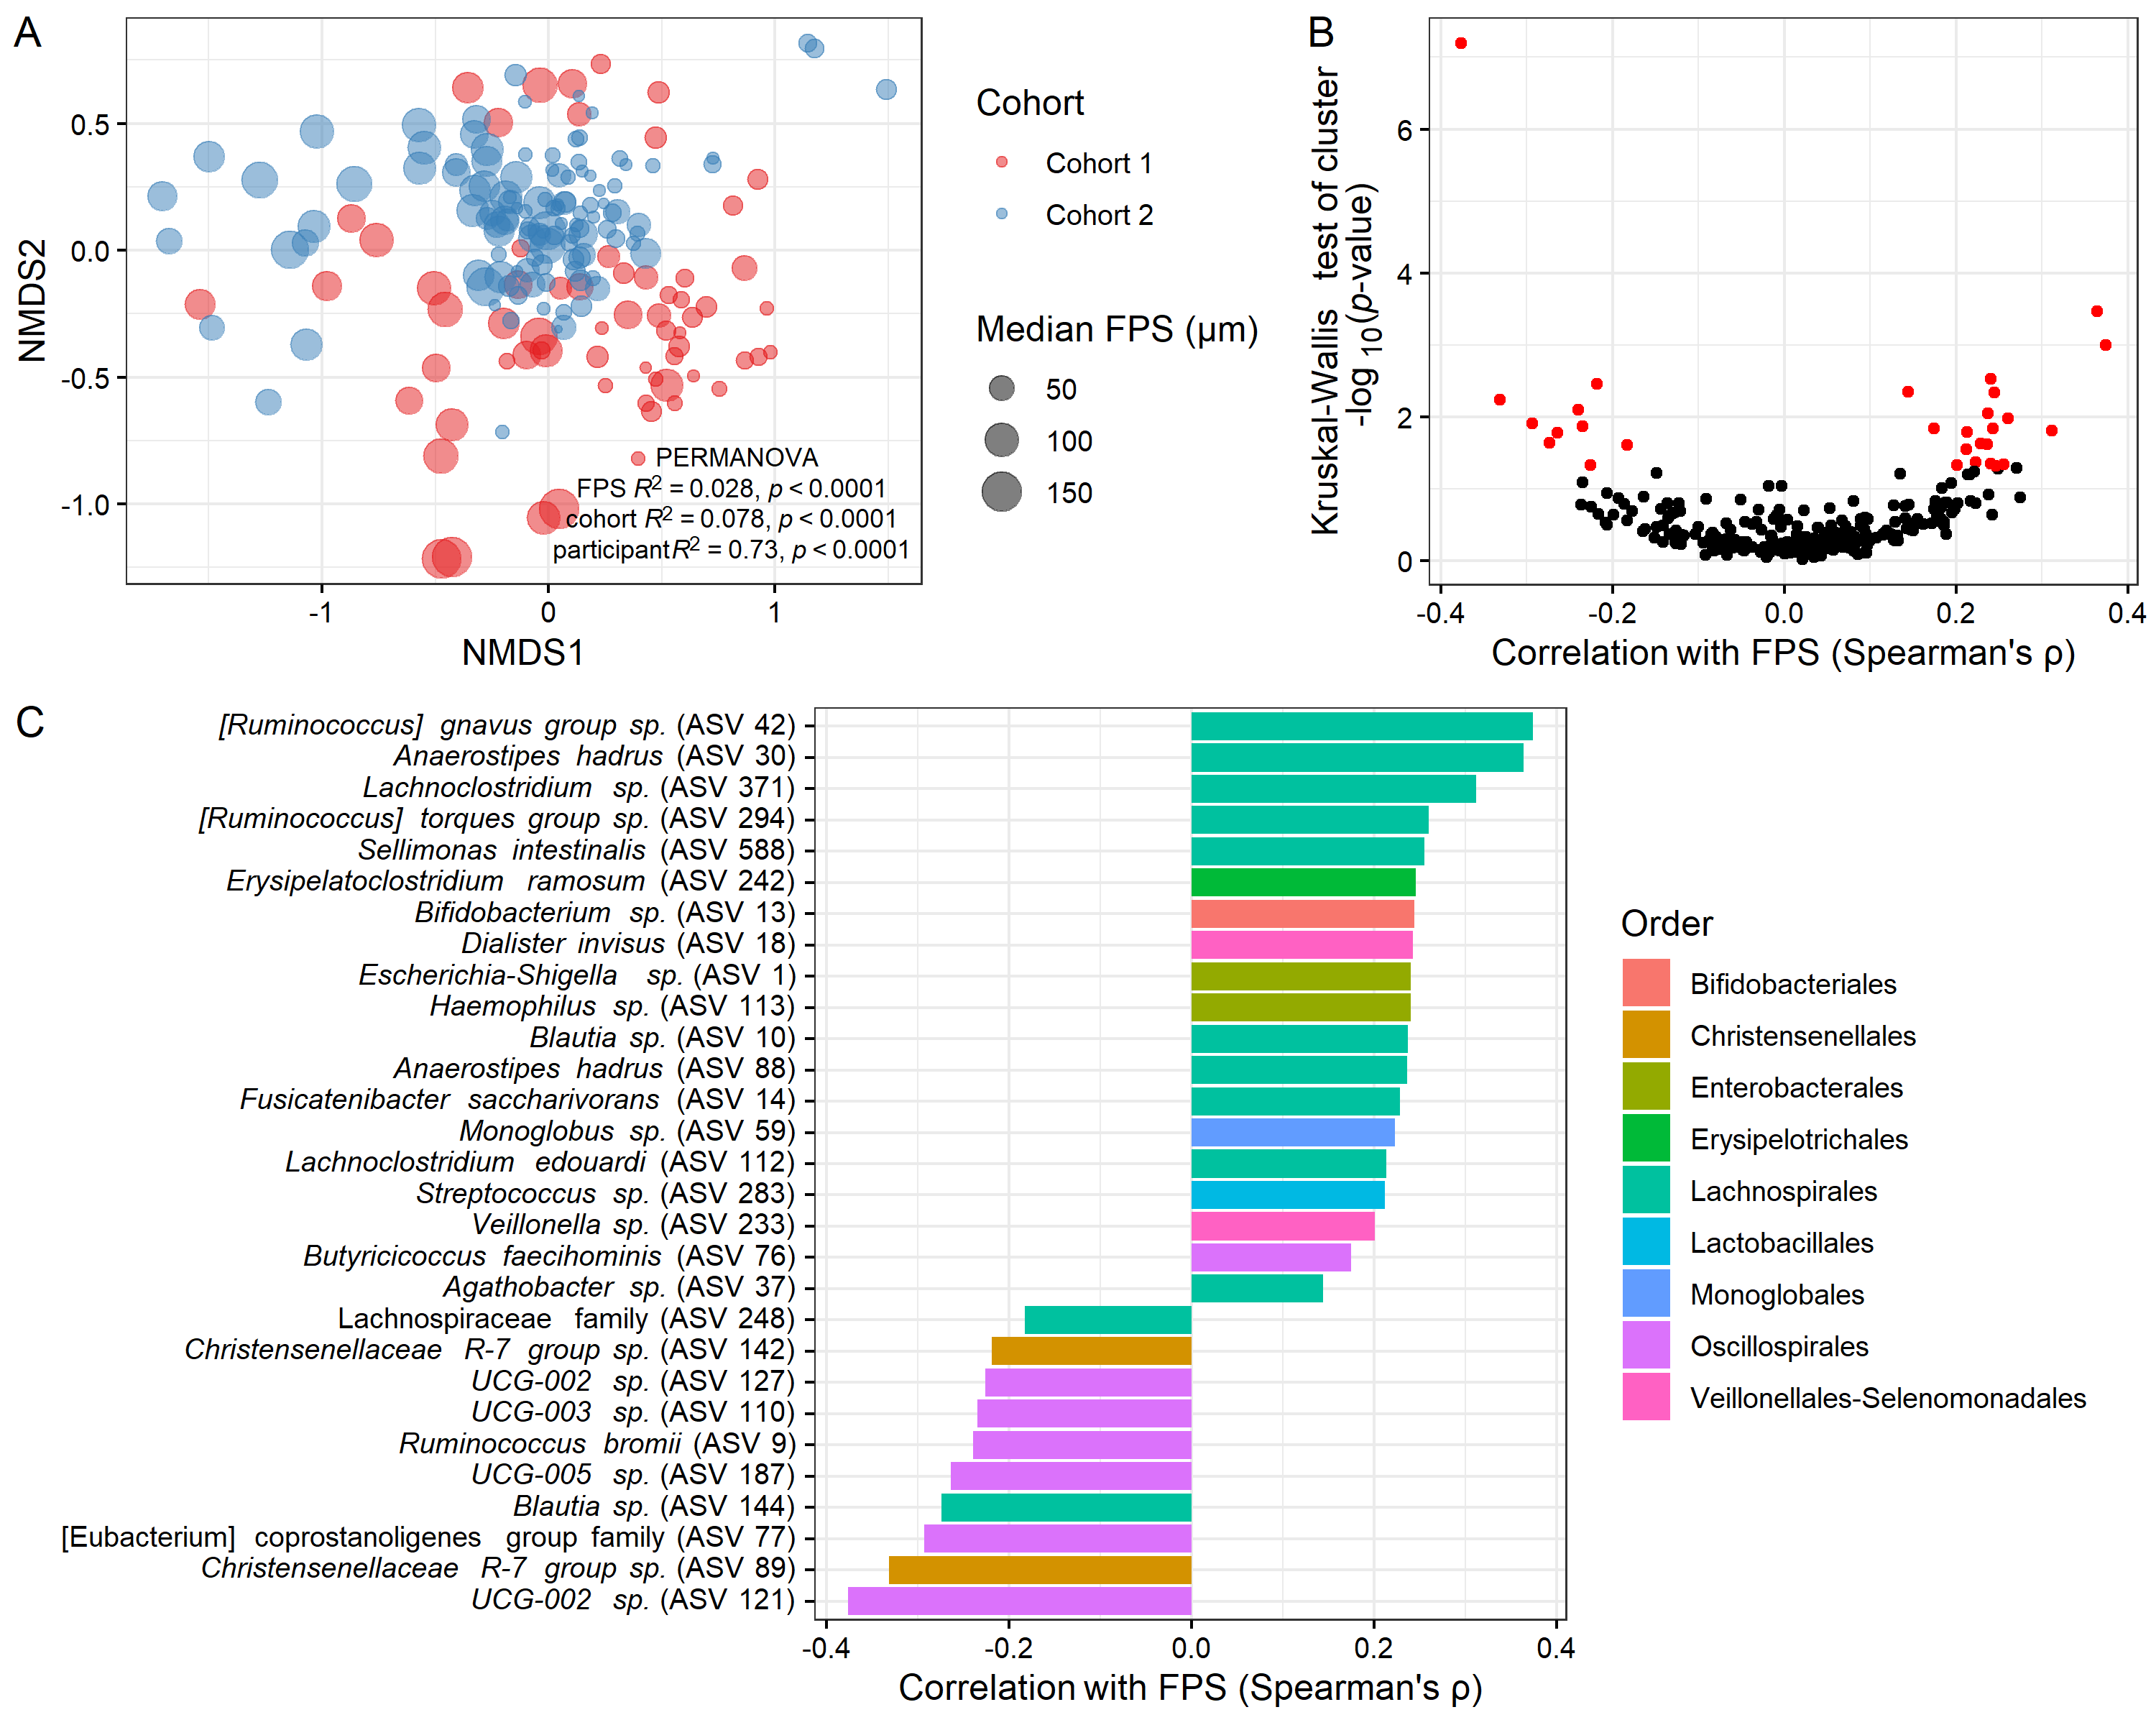 A
0.5
0.0
-0.5
-1.0
NMDS2
-1
0
1
NMDS1
PERMANOVA
FPS R2 = 0.028, p < 0.0001
cohort R2 = 0.078, p < 0.0001
participant R2 = 0.73, p < 0.0001
Cohort
Cohort 1
Cohort 2
Median FPS (µm)
50
100
150
B
Kruskal-Wallis test of cluster
-log 10(p-value)
6
4
2
0
-0.4
-0.2
0.0
0.2
0.4
Correlation with FPS (Spearman's ρ)
C
[Ruminococcus] gnavus group sp. (ASV 42)
Anaerostipes hadrus (ASV 30)
Lachnoclostridium sp. (ASV 371)
[Ruminococcus] torques group sp. (ASV 294)
Sellimonas intestinalis (ASV 588)
Erysipelatoclostridium ramosum (ASV 242)
Bifidobacterium sp. (ASV 13)
Dialister invisus (ASV 18)
Escherichia-Shigella sp. (ASV 1)
Haemophilus sp. (ASV 113)
Blautia sp. (ASV 10)
Anaerostipes hadrus (ASV 88)
Fusicatenibacter saccharivorans (ASV 14)
Monoglobus sp. (ASV 59)
Lachnoclostridium edouardi (ASV 112)
Streptococcus sp. (ASV 283)
Veillonella sp. (ASV 233)
Butyricicoccus faecihominis (ASV 76)
Agathobacter sp. (ASV 37)
Lachnospiraceae family (ASV 248)
Christensenellaceae R-7 group sp. (ASV 142)
UCG-002 sp. (ASV 127)
UCG-003 sp. (ASV 110)
Ruminococcus bromii (ASV 9)
UCG-005 sp. (ASV 187)
Blautia sp. (ASV 144)
[Eubacterium] coprostanoligenes group family (ASV 77)
Christensenellaceae R-7 group sp. (ASV 89)
UCG-002 sp. (ASV 121)
-0.4
-0.2
0.0
0.2
0.4
Correlation with FPS (Spearman's ρ)
Order
Bifidobacteriales
Christensenellales
Enterobacterales
Erysipelotrichales
Lachnospirales
Lactobacillales
Monoglobales
Oscillospirales
Veillonellales-Selenomonadales